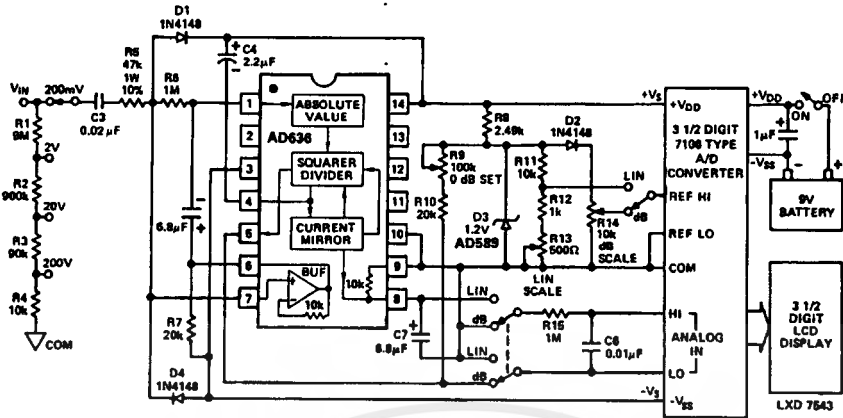 D1
1N4148
C4
2.2μF
R5
47k
1W
10%
R6
1M
VIN
200mV
C3
0.02μF
R1
9M
2V
R2
900k
20V
R3
90k
200V
R4
10k
COM
6.8μF
R7
20k
D4
1N4148
1
2
3
4
5
6
7
14
13
12
11
10
9
8
AD636
ABSOLUTE
VALUE
SQUARER
DIVIDER
CURRENT
MIRROR
BUF
10k
10k
C7
6.8μF
+VS
R8
2.49k
D2
1N4148
R9
100k
0 dB SET
R10
20k
R11
10k
R12
1k
R13
500Ω
LIN
SCALE
D3
1.2V
AD589
LIN
dB
R14
10k
dB
SCALE
LIN
dB
LIN
dB
R15
1M
C6
0.01μF
-VS
+VDD
3 1/2
DIGIT
7106 TYPE
A/D
CONVERTER
REF HI
REF LO
COM
HI
ANALOG
IN
LO
-VSS
+VDD
ON
OFF
1μF
-VSS
-
+
9V
BATTERY
3 1/2
DIGIT
LCD
DISPLAY
LXD 7543